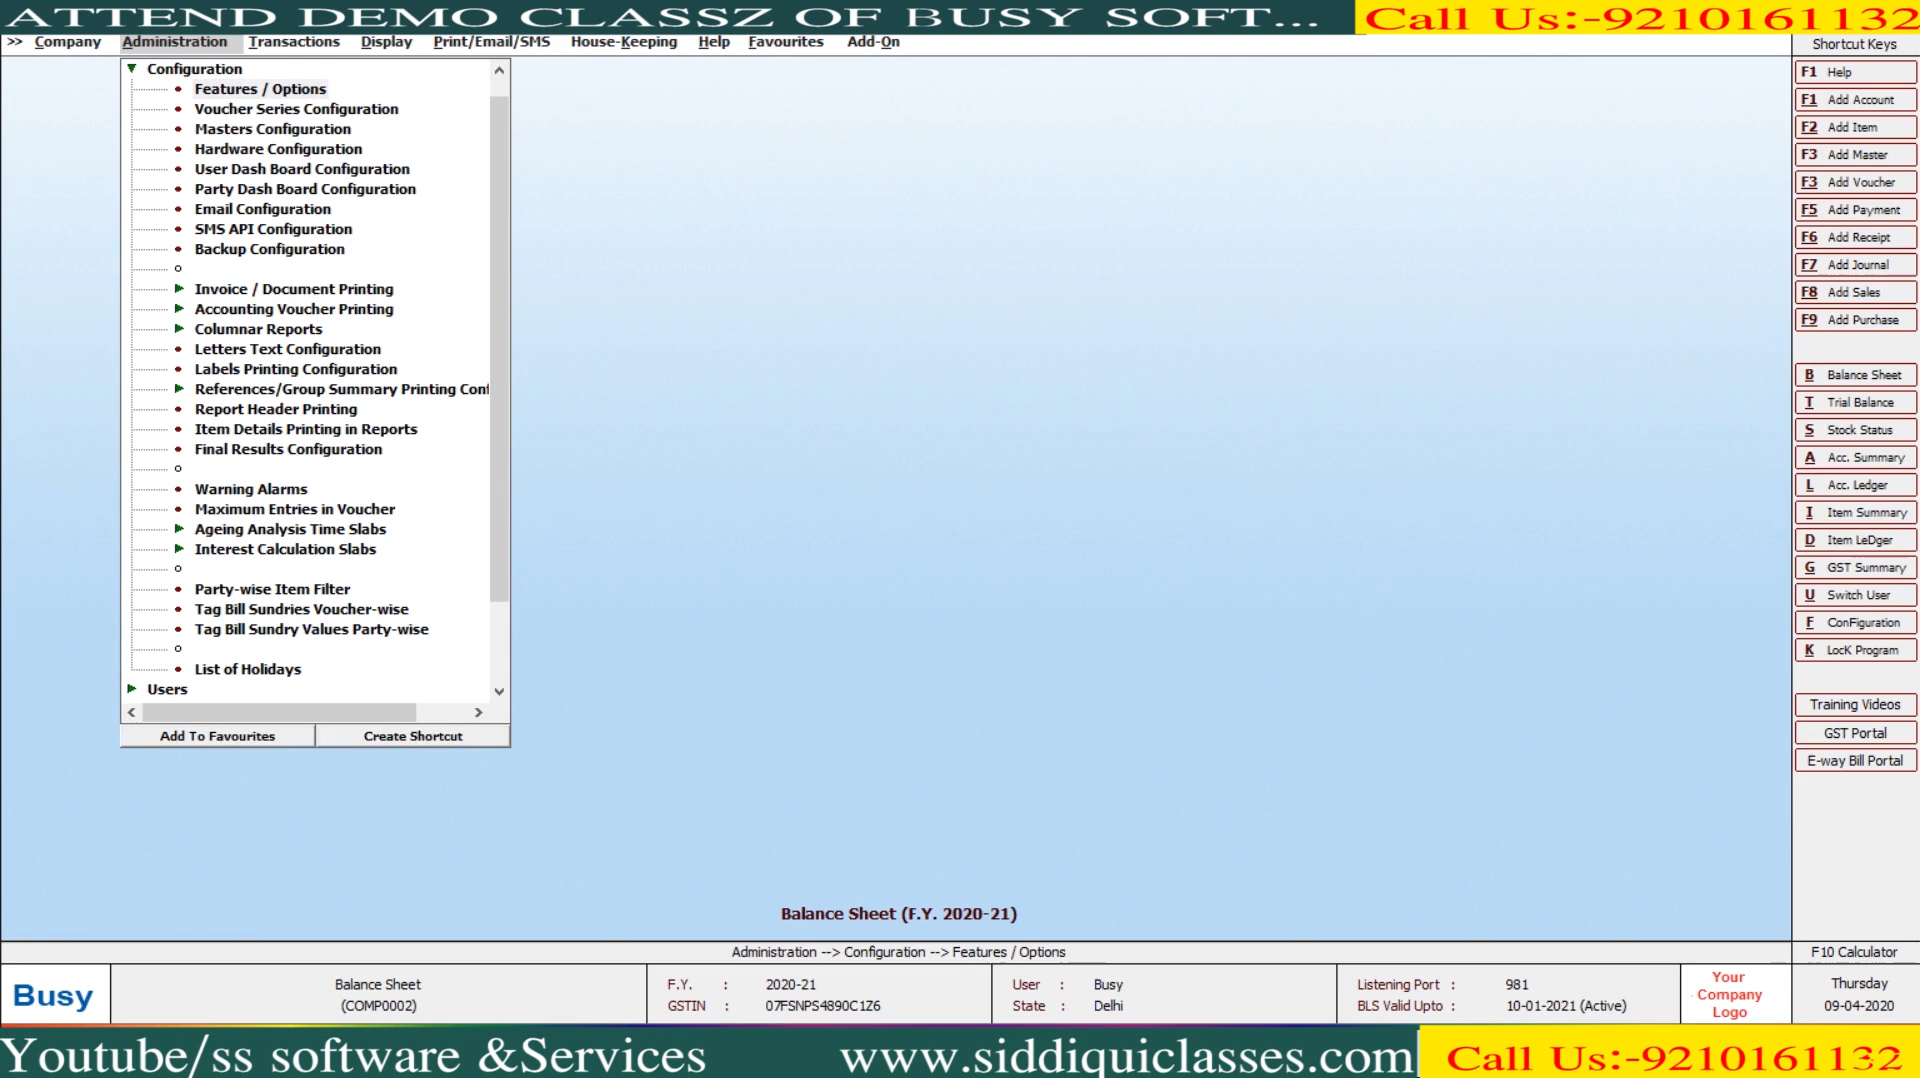 ATTEND DEMO CLASSZ OF BUSY SOFT...
Call Us:-9210161132
>> Company Administration Transactions Display Print/Email/SMS House-Keeping Help Favourites Add-On
Shortcut Keys
Configuration
Features / Options
Voucher Series Configuration
Masters Configuration
Hardware Configuration
User Dash Board Configuration
Party Dash Board Configuration
Email Configuration
SMS API Configuration
Backup Configuration
Invoice / Document Printing
Accounting Voucher Printing
Columnar Reports
Letters Text Configuration
Labels Printing Configuration
References/Group Summary Printing Conf
Report Header Printing
Item Details Printing in Reports
Final Results Configuration
Warning Alarms
Maximum Entries in Voucher
Ageing Analysis Time Slabs
Interest Calculation Slabs
Party-wise Item Filter
Tag Bill Sundries Voucher-wise
Tag Bill Sundry Values Party-wise
List of Holidays
Users
Add To Favourites
Create Shortcut
F1 Help
F1 Add Account
F2 Add Item
F3 Add Master
F3 Add Voucher
F5 Add Payment
F6 Add Receipt
F7 Add Journal
F8 Add Sales
F9 Add Purchase
B Balance Sheet
T Trial Balance
S Stock Status
A Acc. Summary
L Acc. Ledger
I Item Summary
D Item LeDger
G GST Summary
U Switch User
F ConFiguration
K LocK Program
Training Videos
GST Portal
E-way Bill Portal
Balance Sheet (F.Y. 2020-21)
Administration --> Configuration --> Features / Options
F10 Calculator
Busy
Balance Sheet
(COMP0002)
F.Y. : 2020-21
GSTIN : 07FSNPS4890C1Z6
User : Busy
State : Delhi
Listening Port : 981
BLS Valid Upto : 10-01-2021 (Active)
Your
Company
Logo
Thursday
09-04-2020
Youtube/ss software &Services
www.siddiquiclasses.com
Call Us:-9210161132